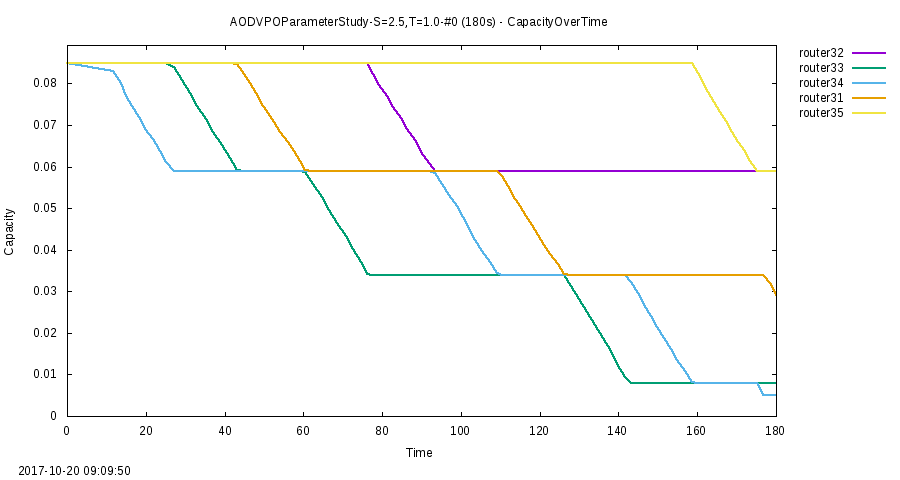 AODVPOParameterStudy-S=2.5,T=1.0-#0 (180s) - CapacityOverTime
router32
router33
router34
router31
router35
0.08
0.07
0.06
0.05
0.04
0.03
0.02
0.01
0
Capacity
0 20 40 60 80 100 120 140 160 180
Time
2017-10-20 09:09:50